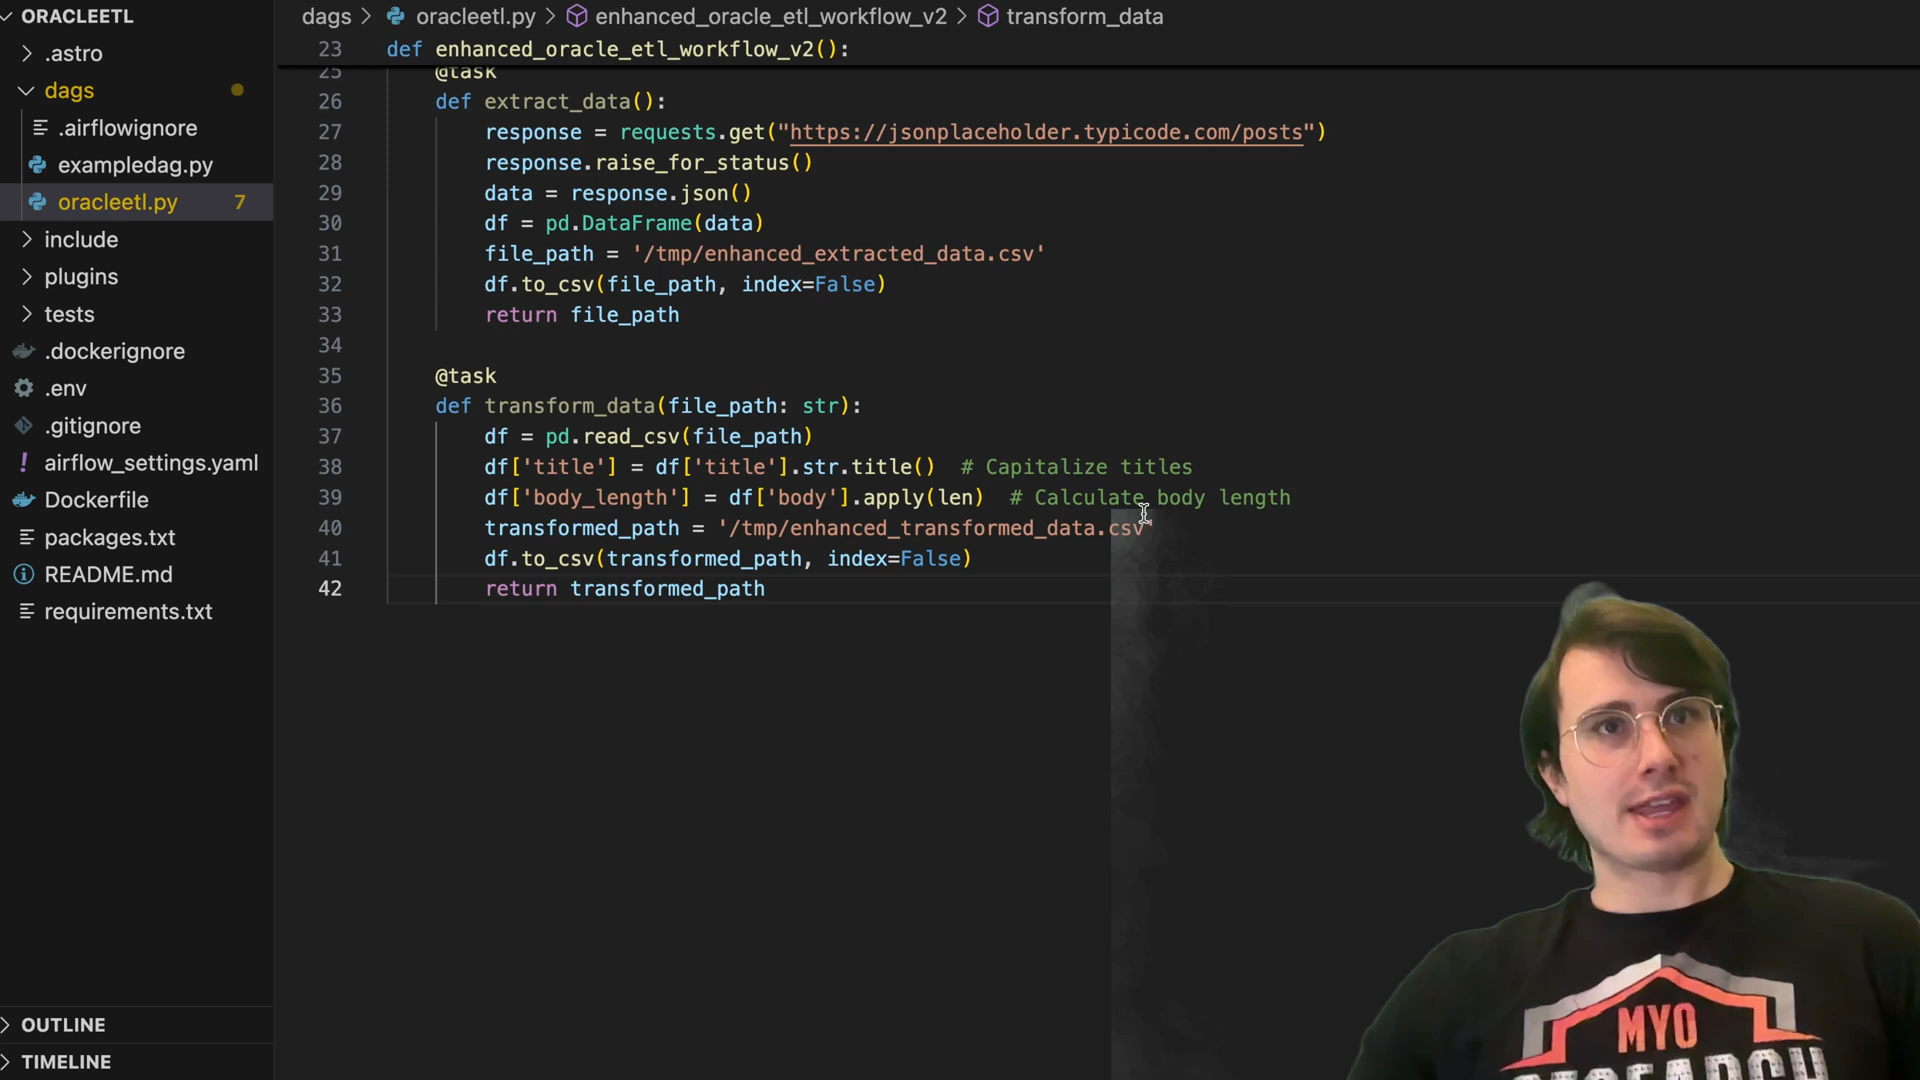 ORACLEETL
.astro
dags
.airflowignore
exampledag.py
oracleetl.py 7
include
plugins
tests
.dockerignore
.env
.gitignore
! airflow_settings.yaml
Dockerfile
packages.txt
README.md
requirements.txt
OUTLINE
TIMELINE
dags > oracleetl.py > enhanced_oracle_etl_workflow_v2 > transform_data
23 def enhanced_oracle_etl_workflow_v2():
25 @task
26 def extract_data():
27 response = requests.get("https://jsonplaceholder.typicode.com/posts")
28 response.raise_for_status()
29 data = response.json()
30 df = pd.DataFrame(data)
31 file_path = '/tmp/enhanced_extracted_data.csv'
32 df.to_csv(file_path, index=False)
33 return file_path
34
35 @task
36 def transform_data(file_path: str):
37 df = pd.read_csv(file_path)
38 df['title'] = df['title'].str.title() # Capitalize titles
39 df['body_length'] = df['body'].apply(len) # Calculate body length
40 transformed_path = '/tmp/enhanced_transformed_data.csv'
41 df.to_csv(transformed_path, index=False)
42 return transformed_path
MYO
RESEARCH